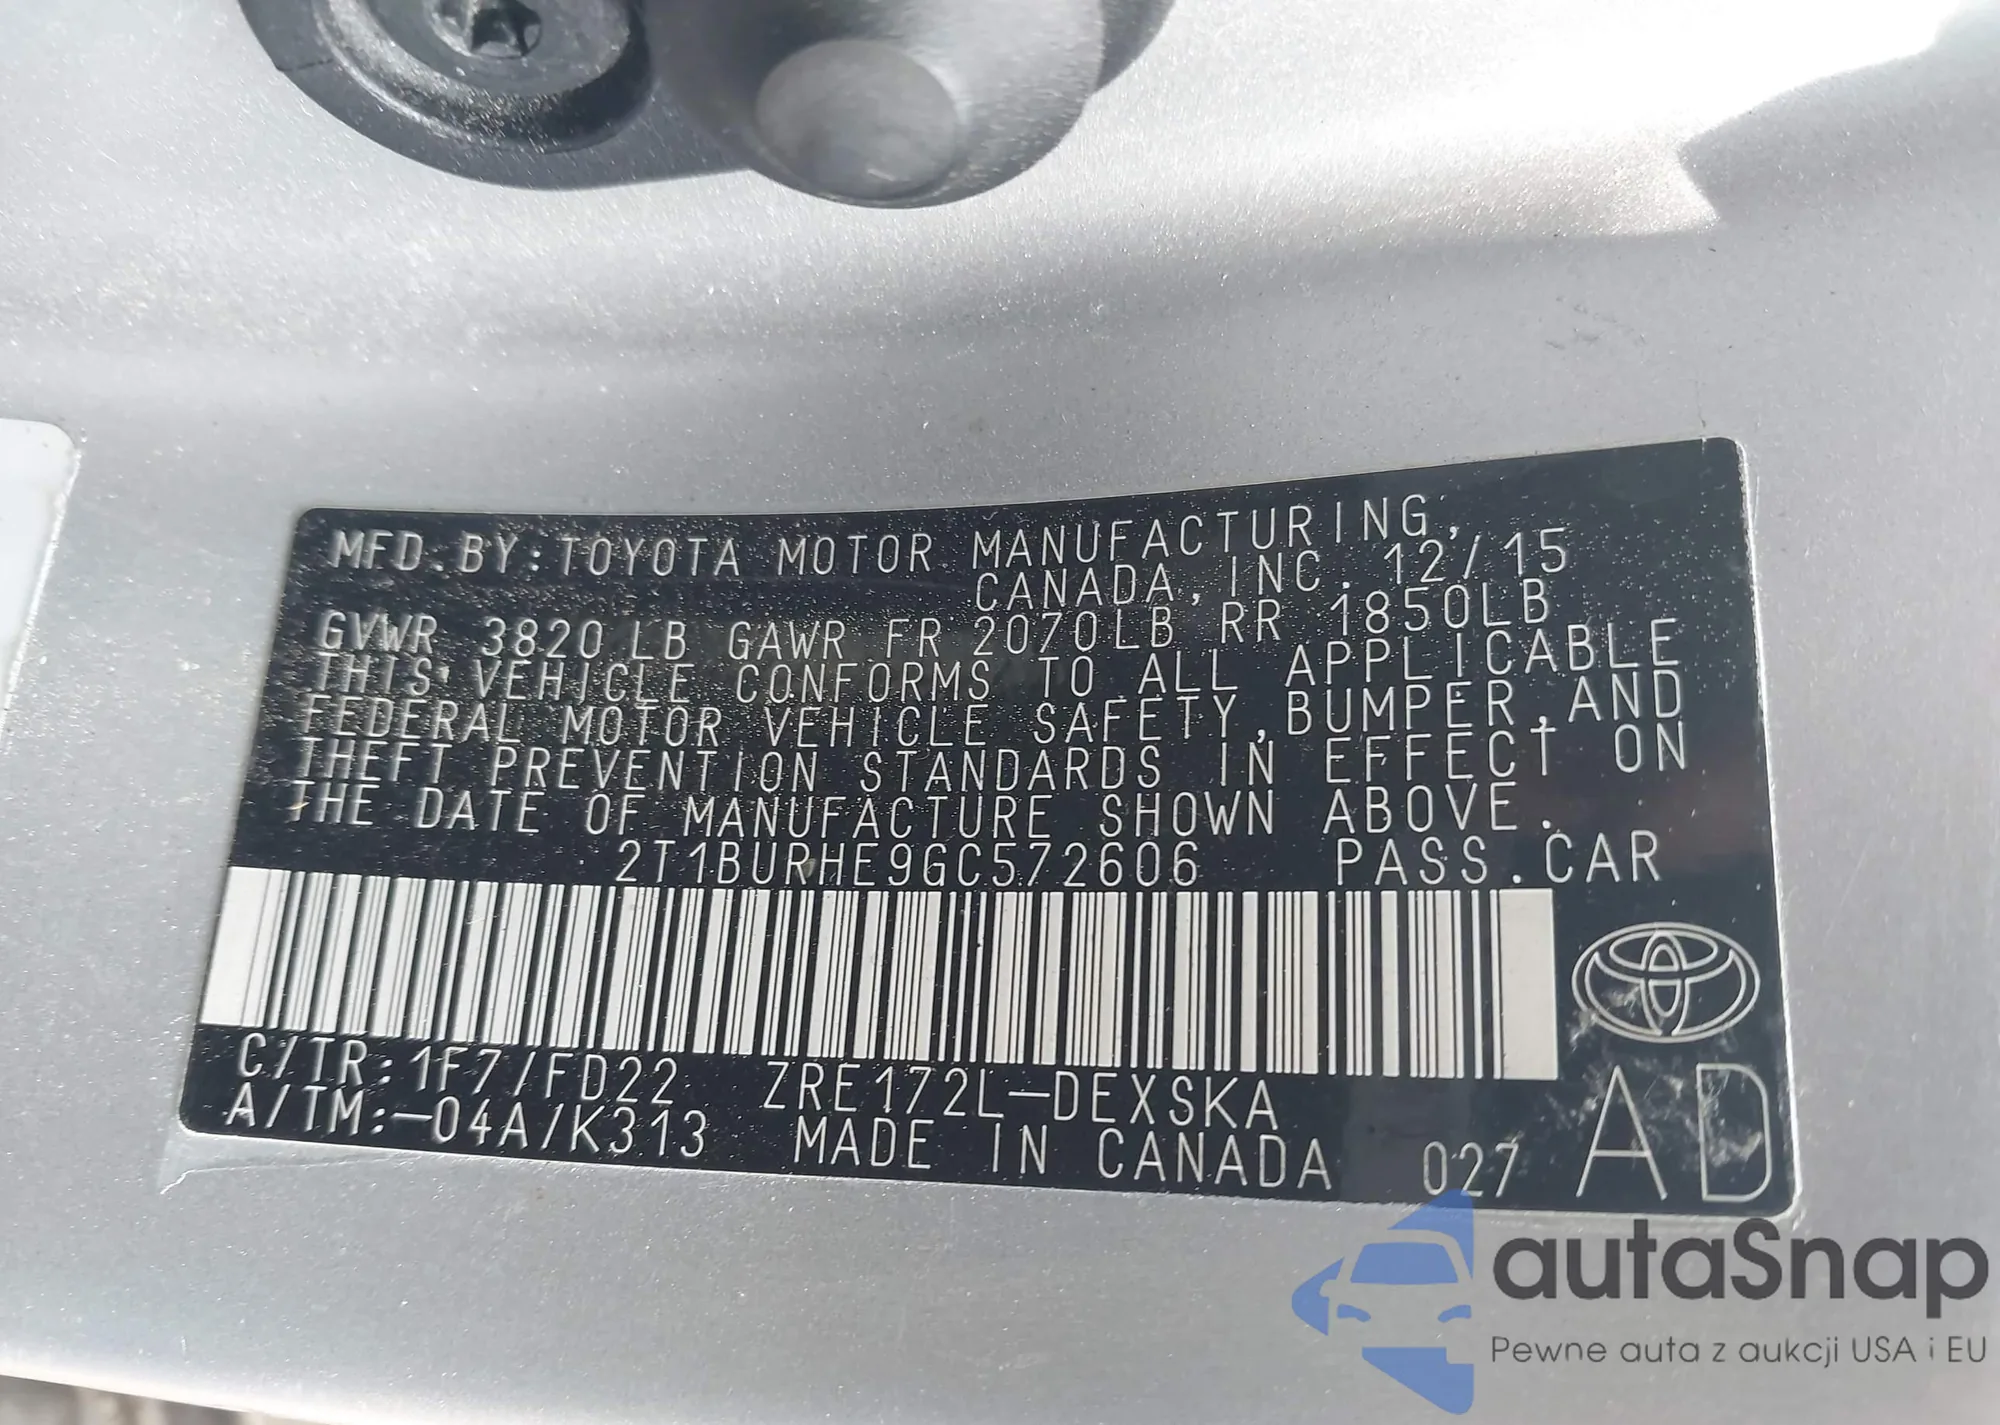 MFD.BY:TOYOTA MOTOR MANUFACTURING,
CANADA,INC. 12/15
GVWR 3820 LB GAWR FR 2070LB RR 1850LB
THIS VEHICLE CONFORMS TO ALL APPLICABLE
FEDERAL MOTOR VEHICLE SAFETY,BUMPER,AND
THEFT PREVENTION STANDARDS IN EFFECT ON
THE DATE OF MANUFACTURE SHOWN ABOVE.
2T1BURHE9GC572606 PASS.CAR
C/TR:1F7/FD22 ZRE172L-DEXSKA
A/TM:-04A/K313 MADE IN CANADA 027 AD
autaSnap
Pewne auta z aukcji USA i EU